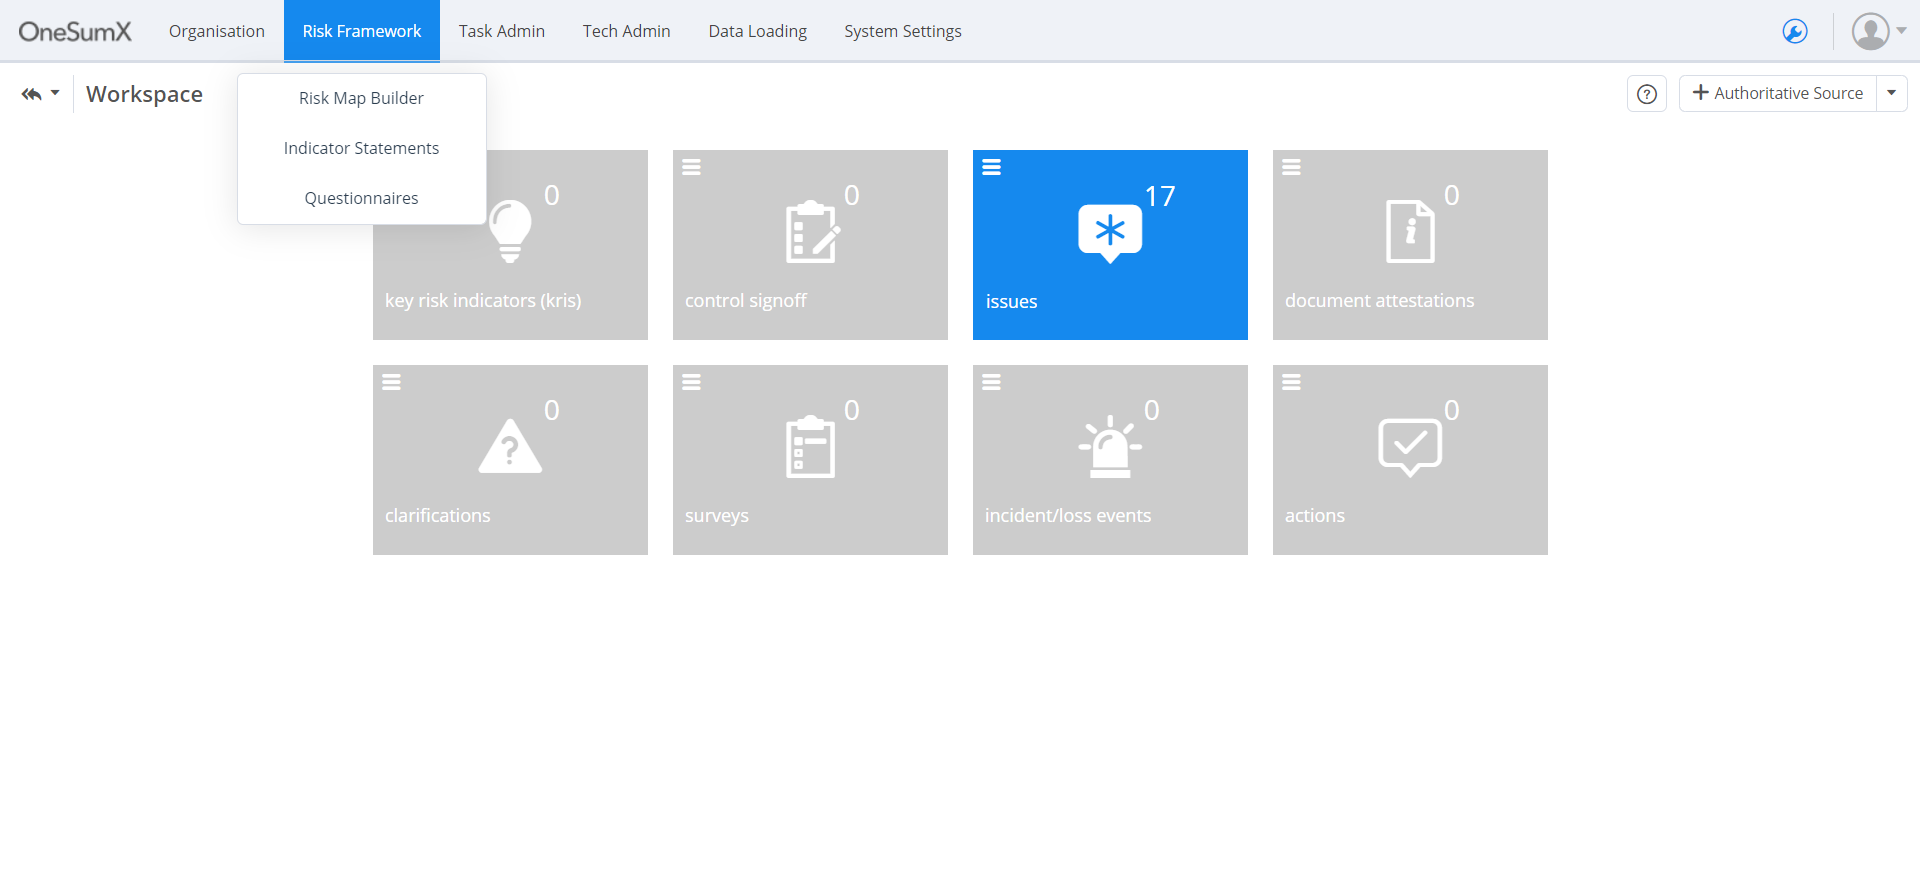 OneSumX
Organisation
Risk Framework
Task Admin
Tech Admin
Data Loading
System Settings
Workspace
Authoritative Source
Risk Map Builder
Indicator Statements
Questionnaires
0
key risk indicators (kris)
0
control signoff
17
issues
0
document attestations
0
clarifications
0
surveys
0
incident/loss events
0
actions